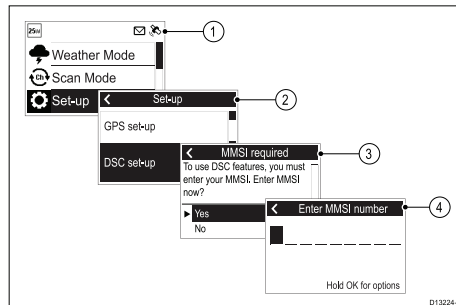 25W
1
Weather Mode
Ch Scan Mode
Set-up
Set-up
2
GPS set-up
DSC set-up
MMSI required
3
To use DSC features, you must
enter your MMSI. Enter MMSI
now?
Yes
No
Enter MMSI number
4
Hold OK for options
D13224-